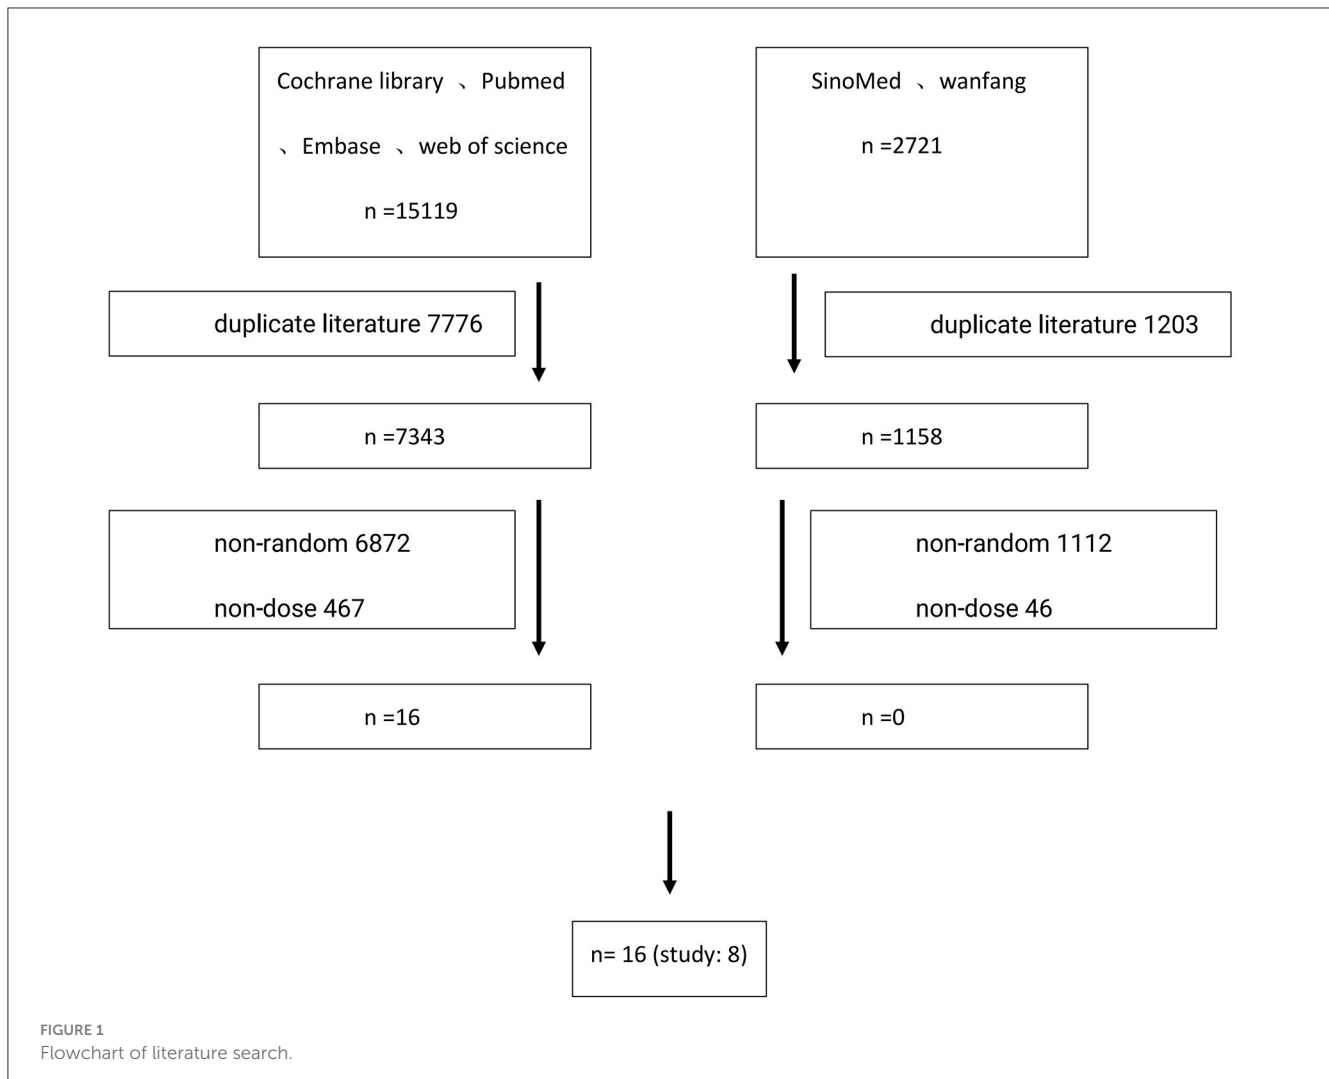 Cochrane library 、Pubmed
、Embase 、web of science
n =15119
SinoMed 、wanfang
n =2721
duplicate literature 7776
duplicate literature 1203
n =7343
n =1158
non-random 6872
non-dose 467
non-random 1112
non-dose 46
n =16
n =0
n= 16 (study: 8)
FIGURE 1
Flowchart of literature search.